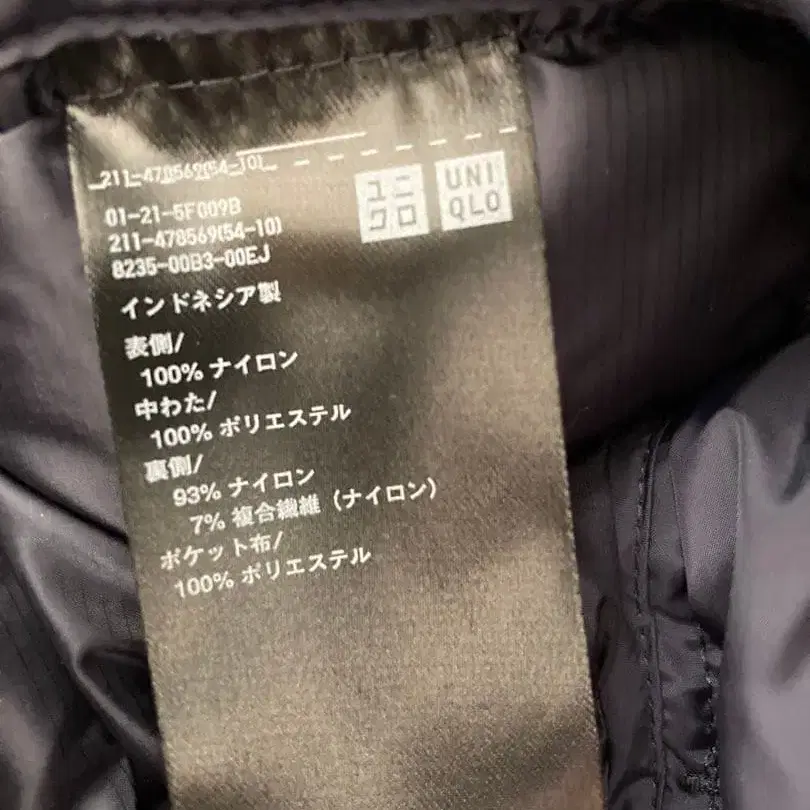 211-478569(54-10)
ユニ
クロ
UNI
QLO
01-21-5F009B
211-478569(54-10)
8235-00B3-00EJ
インドネシア製
表側/
100% ナイロン
中わた/
100% ポリエステル
裏側/
93% ナイロン
7% 複合繊維（ナイロン）
ポケット布/
100% ポリエステル